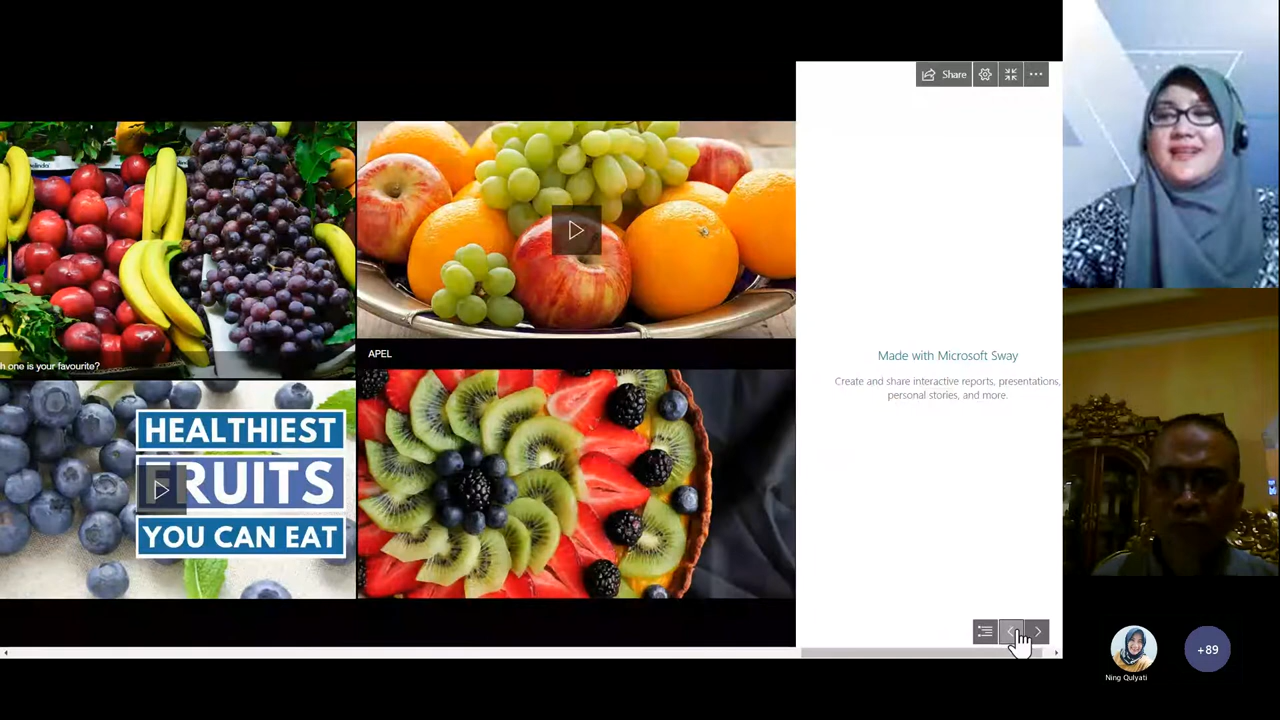 Share
h one is your favourite?
APEL
HEALTHIEST
FRUITS
YOU CAN EAT
Made with Microsoft Sway
Create and share interactive reports, presentations,
personal stories, and more.
Ning Qulyati
+89